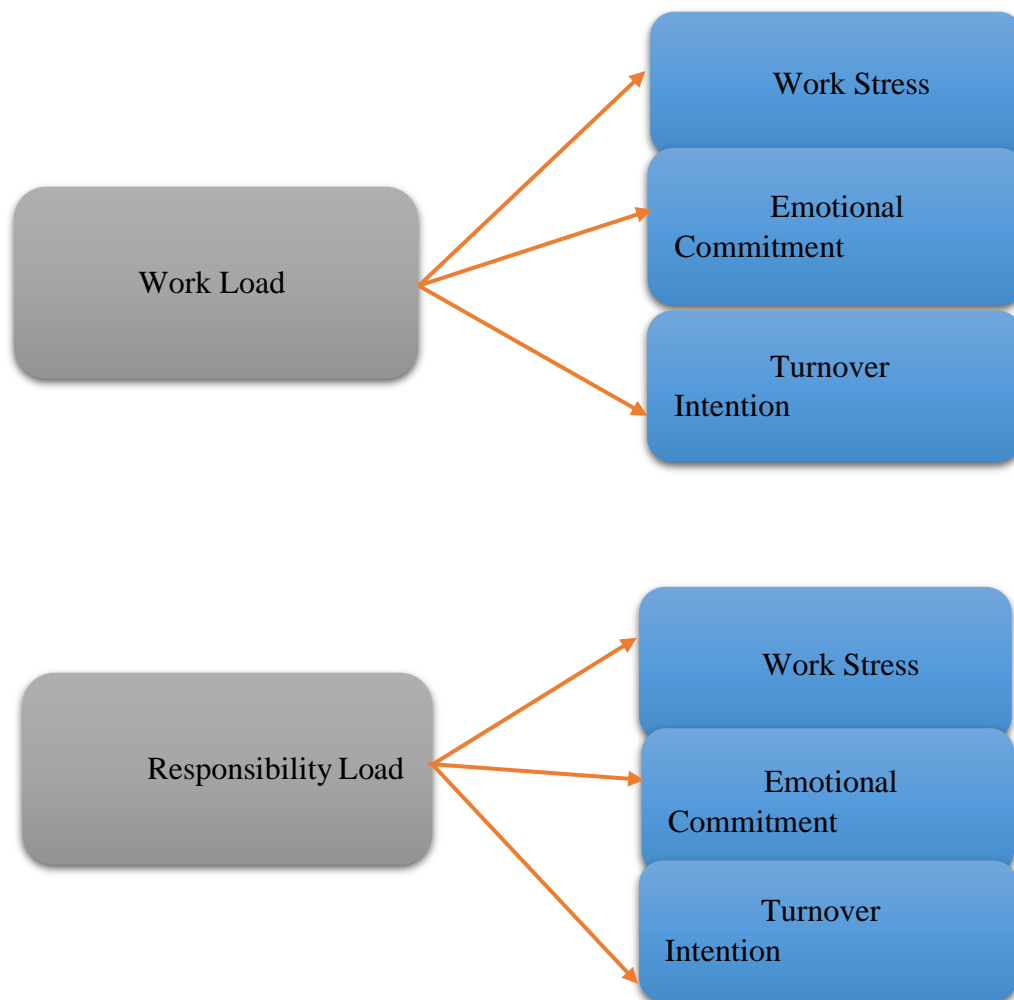 Work Stress
Emotional
Commitment
Work Load
Turnover
Intention
Work Stress
Responsibility Load
Emotional
Commitment
Turnover
Intention